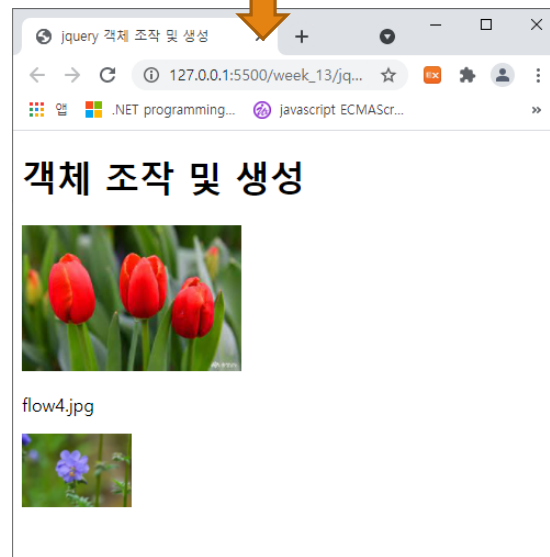 jquery 객체 조작 및 생성
127.0.0.1:5500/week_13/jq...
앱 .NET programming... javascript ECMAScr...
객체 조작 및 생성
flow4.jpg